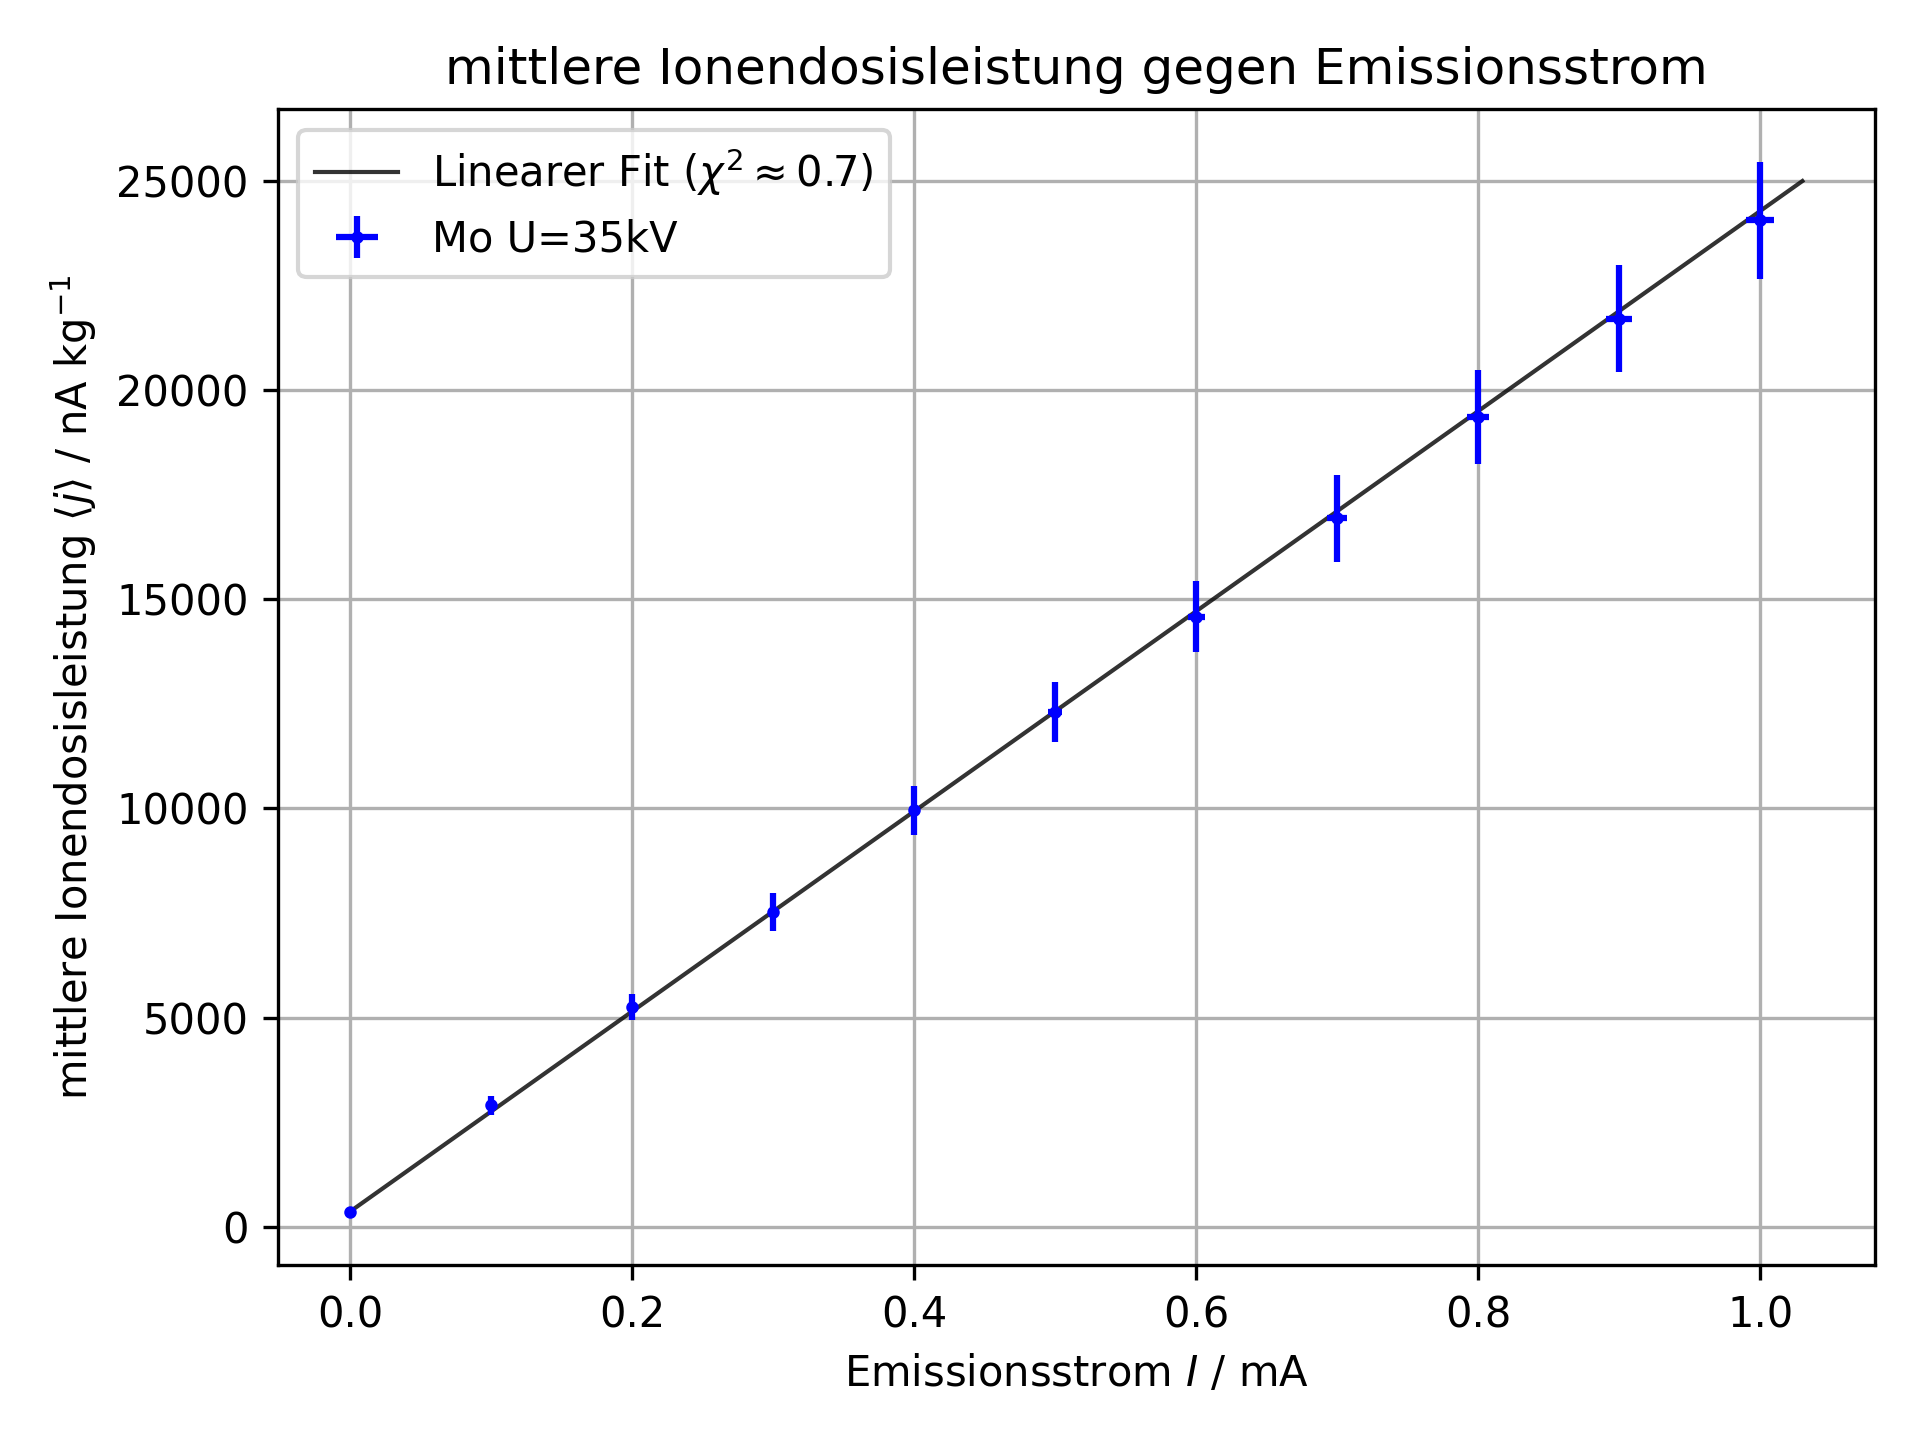 mittlere Ionendosisleistung gegen Emissionsstrom
Linearer Fit (χ² ≈ 0.7)
Mo U=35kV
mittlere Ionendosisleistung ⟨j⟩ / nA kg⁻¹
25000
20000
15000
10000
5000
0
0.0 0.2 0.4 0.6 0.8 1.0
Emissionsstrom I / mA